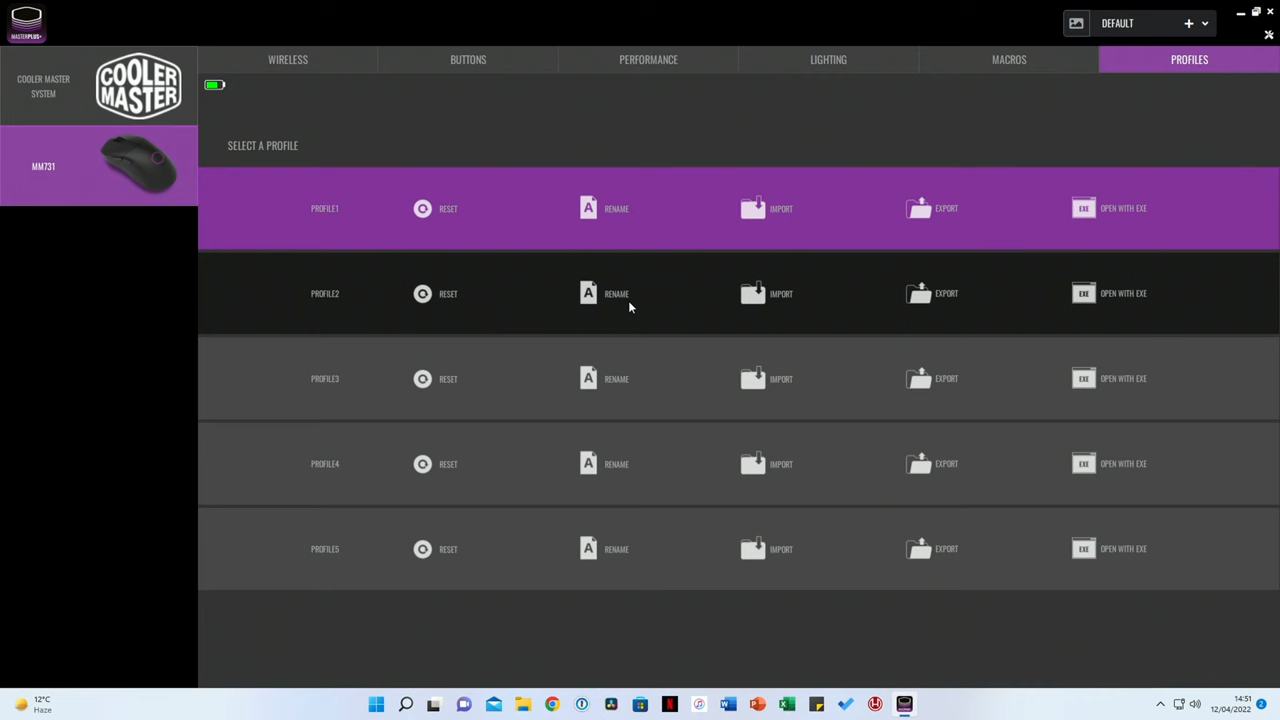 MASTERPLUS+
DEFAULT
COOLER MASTER
SYSTEM
COOLER
MASTER
MM731
WIRELESS
BUTTONS
PERFORMANCE
LIGHTING
MACROS
PROFILES
SELECT A PROFILE
PROFILE1 RESET A RENAME IMPORT EXPORT EXE OPEN WITH EXE
PROFILE2 RESET A RENAME IMPORT EXPORT EXE OPEN WITH EXE
PROFILE3 RESET A RENAME IMPORT EXPORT EXE OPEN WITH EXE
PROFILE4 RESET A RENAME IMPORT EXPORT EXE OPEN WITH EXE
PROFILE5 RESET A RENAME IMPORT EXPORT EXE OPEN WITH EXE
12°C
Haze
14:51
12/04/2022
2